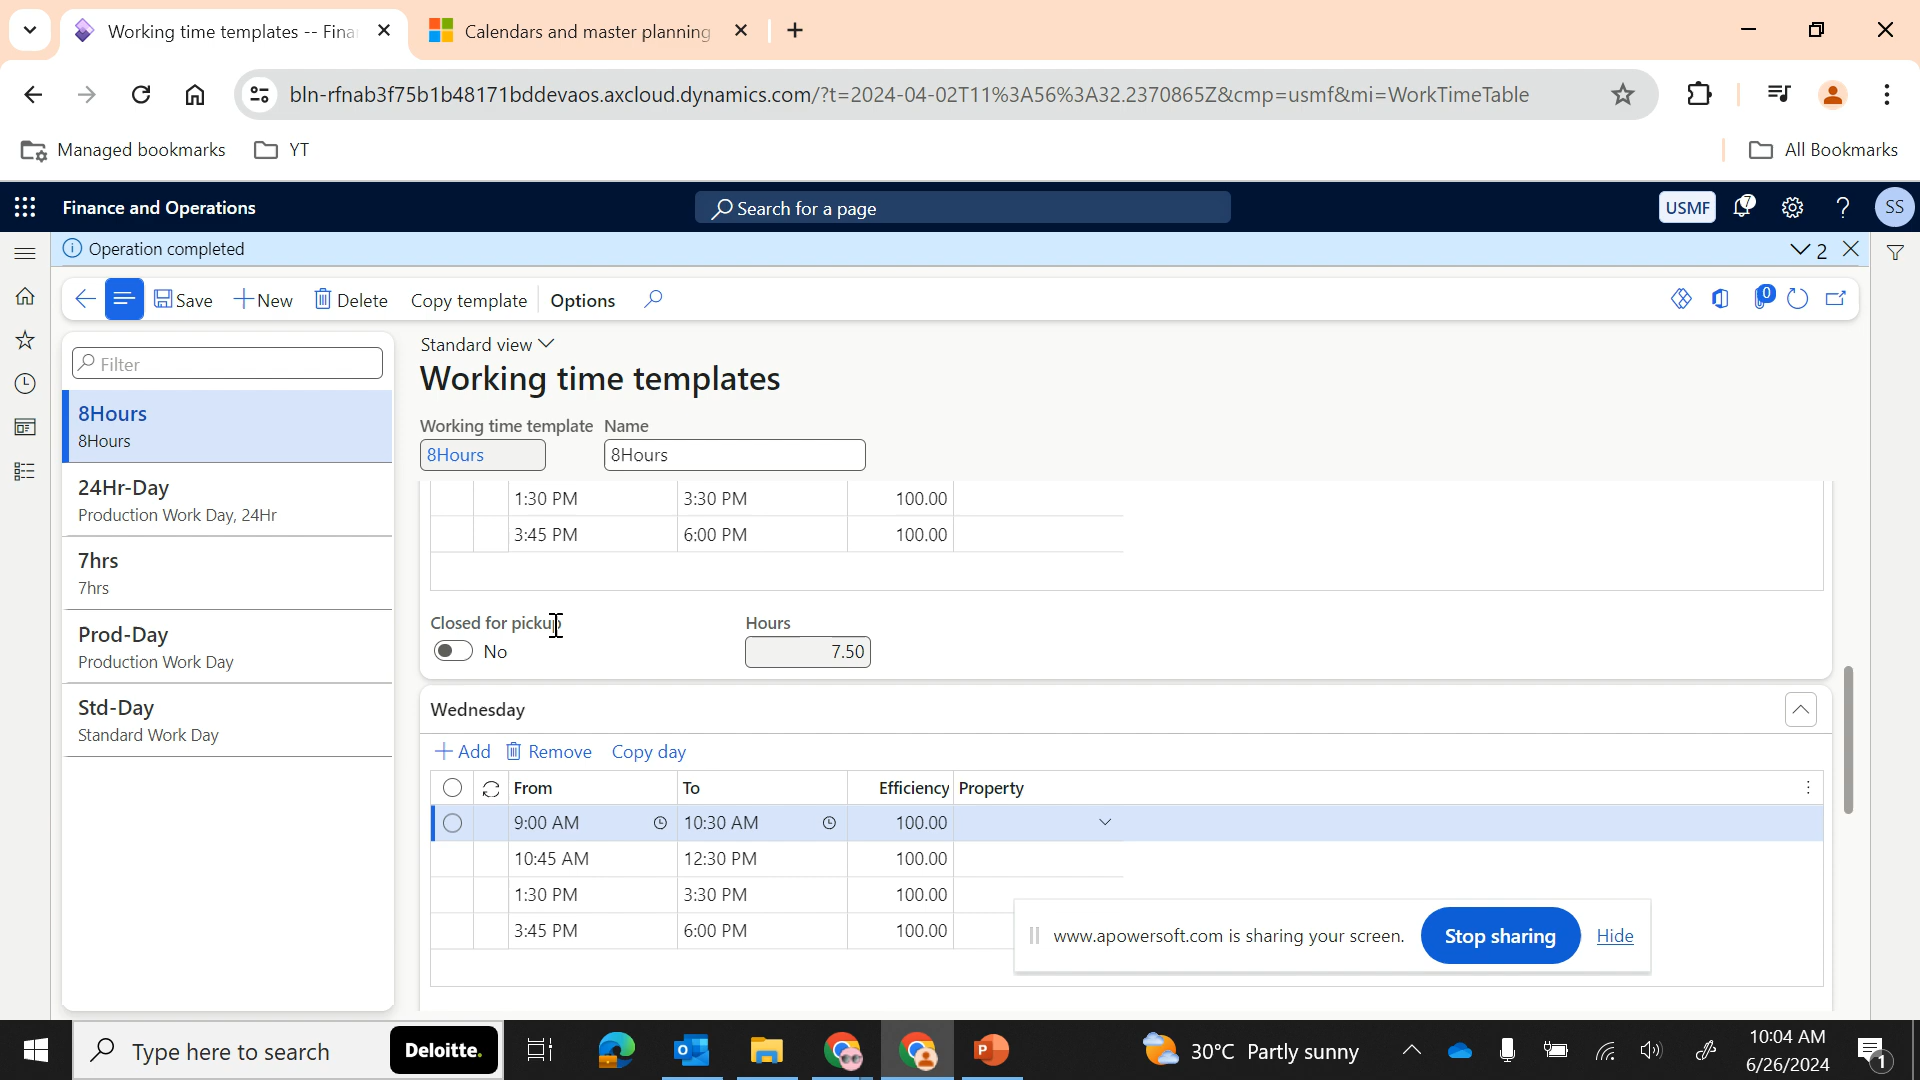 Working time templates -- Fina
Calendars and master planning
bln-rfnab3f75b1b48171bddevaos.axcloud.dynamics.com/?t=2024-04-02T11%3A56%3A32.2370865Z&cmp=usmf&mi=WorkTimeTable
Managed bookmarks
YT
All Bookmarks
Finance and Operations
Search for a page
USMF
7
SS
Operation completed
2
Save
New
Delete
Copy template
Options
0
Filter
8Hours
8Hours
24Hr-Day
Production Work Day, 24Hr
7hrs
7hrs
Prod-Day
Production Work Day
Std-Day
Standard Work Day
Standard view
Working time templates
Working time template Name
8Hours 8Hours
1:30 PM 3:30 PM 100.00
3:45 PM 6:00 PM 100.00
Closed for pickup Hours
No 7.50
Wednesday
Add Remove Copy day
From To Efficiency Property
9:00 AM 10:30 AM 100.00
10:45 AM 12:30 PM 100.00
1:30 PM 3:30 PM 100.00
3:45 PM 6:00 PM 100.00
www.apowersoft.com is sharing your screen. Stop sharing Hide
Type here to search
Deloitte.
30°C Partly sunny
10:04 AM
6/26/2024
1